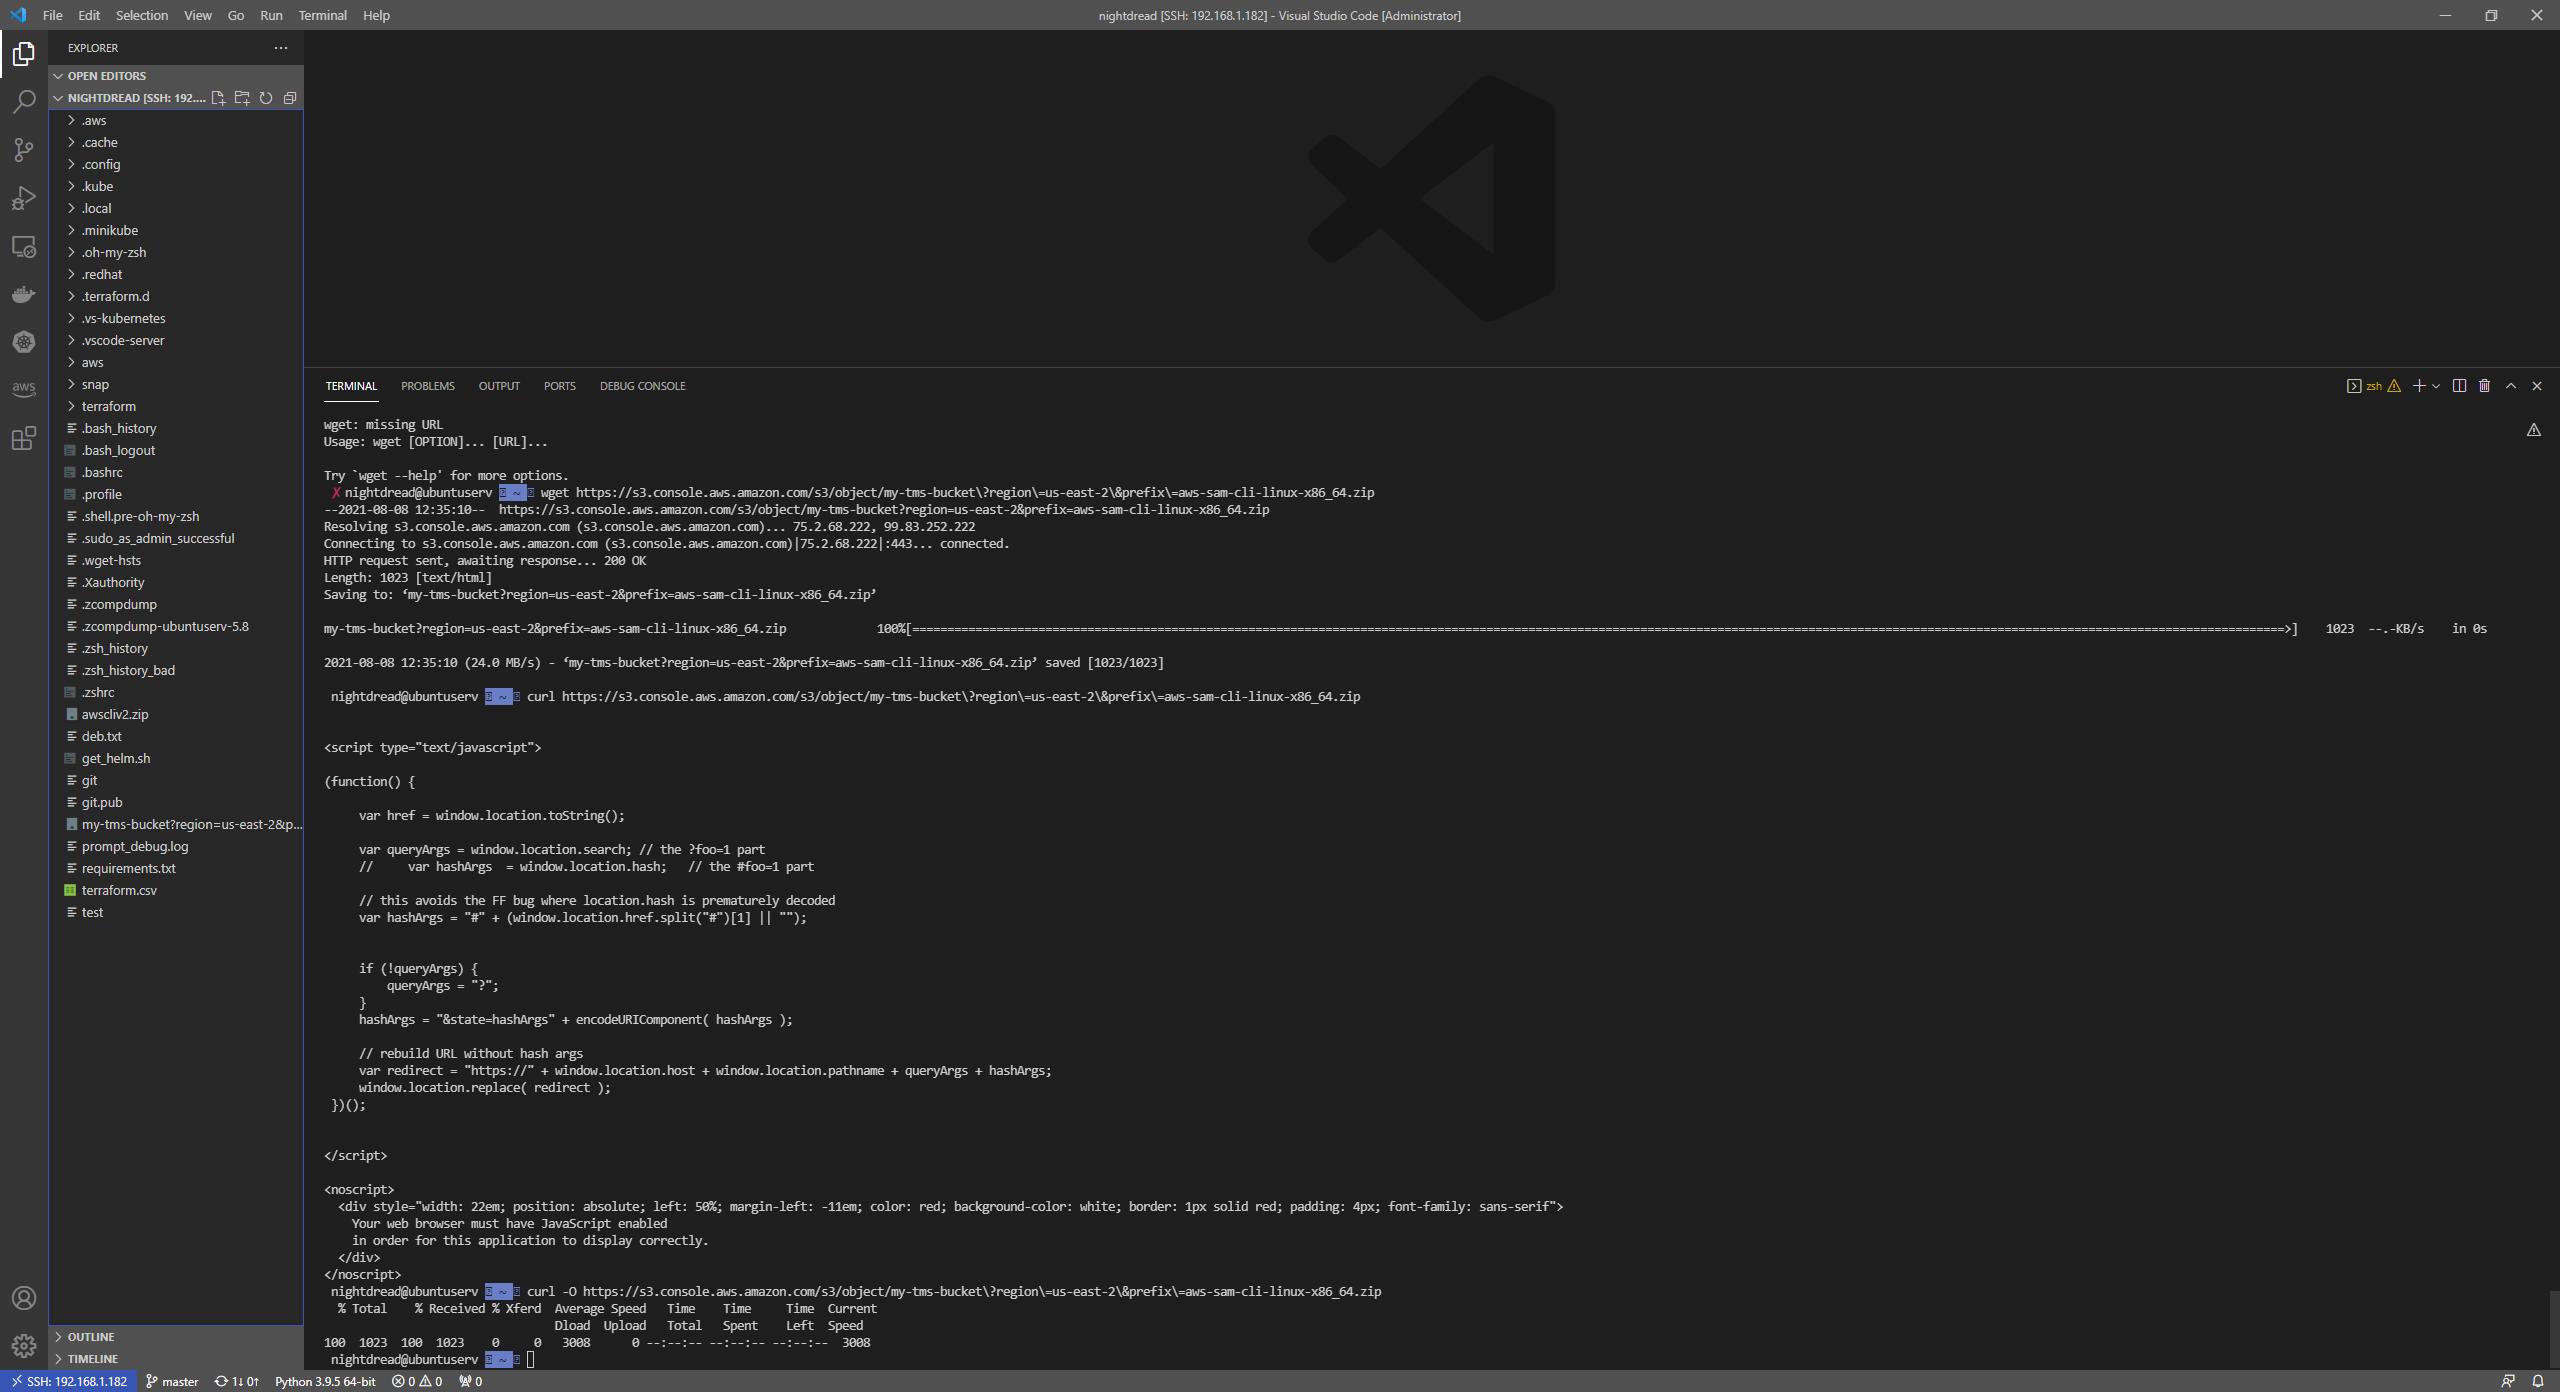 File Edit Selection View Go Run Terminal Help
nightdread [SSH: 192.168.1.182] - Visual Studio Code [Administrator]
EXPLORER
OPEN EDITORS
NIGHTDREAD [SSH: 192....
.aws
.cache
.config
.kube
.local
.minikube
.oh-my-zsh
.redhat
.terraform.d
.vs-kubernetes
.vscode-server
aws
snap
terraform
.bash_history
.bash_logout
.bashrc
.profile
.shell.pre-oh-my-zsh
.sudo_as_admin_successful
.wget-hsts
.Xauthority
.zcompdump
.zcompdump-ubuntuserv-5.8
.zsh_history
.zsh_history_bad
.zshrc
awscliv2.zip
deb.txt
get_helm.sh
git
git.pub
my-tms-bucket?region=us-east-2&p...
prompt_debug.log
requirements.txt
terraform.csv
test
OUTLINE
TIMELINE
aws
TERMINAL PROBLEMS OUTPUT PORTS DEBUG CONSOLE
zsh
wget: missing URL
Usage: wget [OPTION]... [URL]...
Try `wget --help' for more options.
✗ nightdread@ubuntuserv ~ wget https://s3.console.aws.amazon.com/s3/object/my-tms-bucket\?region\=us-east-2\&prefix\=aws-sam-cli-linux-x86_64.zip
--2021-08-08 12:35:10--  https://s3.console.aws.amazon.com/s3/object/my-tms-bucket?region=us-east-2&prefix=aws-sam-cli-linux-x86_64.zip
Resolving s3.console.aws.amazon.com (s3.console.aws.amazon.com)... 75.2.68.222, 99.83.252.222
Connecting to s3.console.aws.amazon.com (s3.console.aws.amazon.com)|75.2.68.222|:443... connected.
HTTP request sent, awaiting response... 200 OK
Length: 1023 [text/html]
Saving to: ‘my-tms-bucket?region=us-east-2&prefix=aws-sam-cli-linux-x86_64.zip’
my-tms-bucket?region=us-east-2&prefix=aws-sam-cli-linux-x86_64.zip 100%[=====================>] 1023 --.-KB/s in 0s
2021-08-08 12:35:10 (24.0 MB/s) - ‘my-tms-bucket?region=us-east-2&prefix=aws-sam-cli-linux-x86_64.zip’ saved [1023/1023]
nightdread@ubuntuserv ~ curl https://s3.console.aws.amazon.com/s3/object/my-tms-bucket\?region\=us-east-2\&prefix\=aws-sam-cli-linux-x86_64.zip
<script type="text/javascript">
(function() {
var href = window.location.toString();
var queryArgs = window.location.search; // the ?foo=1 part
//     var hashArgs  = window.location.hash;   // the #foo=1 part
// this avoids the FF bug where location.hash is prematurely decoded
var hashArgs = "#" + (window.location.href.split("#")[1] || "");
if (!queryArgs) {
queryArgs = "?";
}
hashArgs = "&state=hashArgs" + encodeURIComponent( hashArgs );
// rebuild URL without hash args
var redirect = "https://" + window.location.host + window.location.pathname + queryArgs + hashArgs;
window.location.replace( redirect );
})();
</script>
<noscript>
<div style="width: 22em; position: absolute; left: 50%; margin-left: -11em; color: red; background-color: white; border: 1px solid red; padding: 4px; font-family: sans-serif">
Your web browser must have JavaScript enabled
in order for this application to display correctly.
</div>
</noscript>
nightdread@ubuntuserv ~ curl -O https://s3.console.aws.amazon.com/s3/object/my-tms-bucket\?region\=us-east-2\&prefix\=aws-sam-cli-linux-x86_64.zip
% Total    % Received % Xferd  Average Speed   Time    Time     Time  Current
Dload  Upload   Total   Spent    Left  Speed
100  1023  100  1023    0     0   3008      0 --:--:-- --:--:-- --:--:--  3008
nightdread@ubuntuserv ~
SSH: 192.168.1.182 master 1↓ 0↑ Python 3.9.5 64-bit 0 0 0